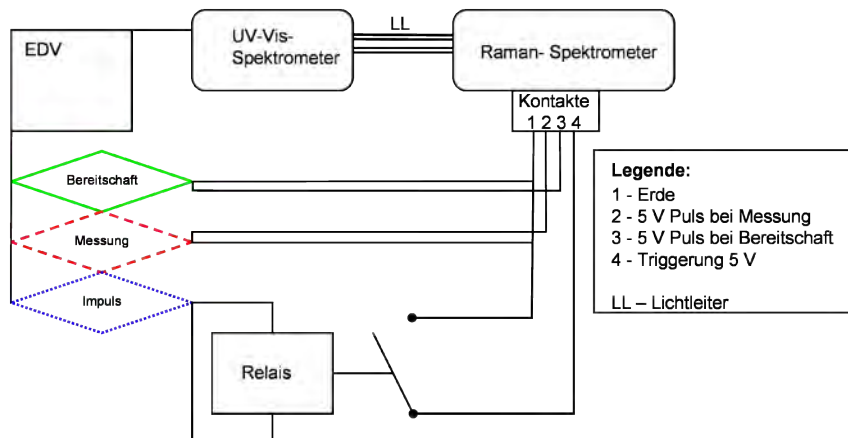 EDV
UV-Vis-
Spektrometer
LL
Raman- Spektrometer
Kontakte
1 2 3 4
Bereitschaft
Messung
Impuls
Relais
Legende:
1 - Erde
2 - 5 V Puls bei Messung
3 - 5 V Puls bei Bereitschaft
4 - Triggerung 5 V
LL – Lichtleiter